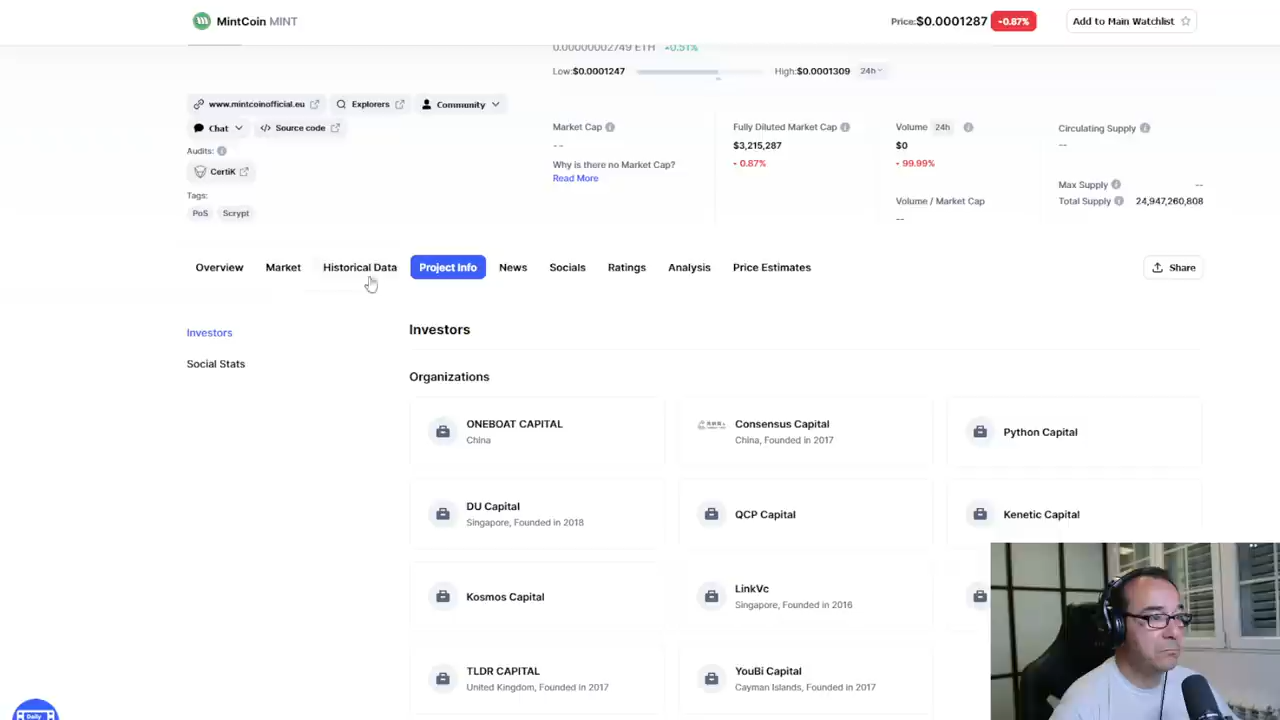 MintCoin MINT
Price:$0.0001287 -0.87%
Add to Main Watchlist
0.00000002749 ETH +0.51%
Low:$0.0001247 High:$0.0001309 24h
www.mintcoinofficial.eu Explorers Community
Chat Source code
Audits:
CertiK
Tags:
PoS Scrypt
Market Cap
--
Why is there no Market Cap?
Read More
Fully Diluted Market Cap
$3,215,287
- 0.87%
Volume 24h
$0
- 99.99%
Volume / Market Cap
--
Circulating Supply
--
Max Supply --
Total Supply 24,947,260,808
Overview Market Historical Data Project Info News Socials Ratings Analysis Price Estimates Share
Investors
Social Stats
Investors
Organizations
ONEBOAT CAPITAL
China
Consensus Capital
China, Founded in 2017
Python Capital
DU Capital
Singapore, Founded in 2018
QCP Capital
Kenetic Capital
Kosmos Capital
LinkVc
Singapore, Founded in 2016
TLDR CAPITAL
United Kingdom, Founded in 2017
YouBi Capital
Cayman Islands, Founded in 2017
Daily